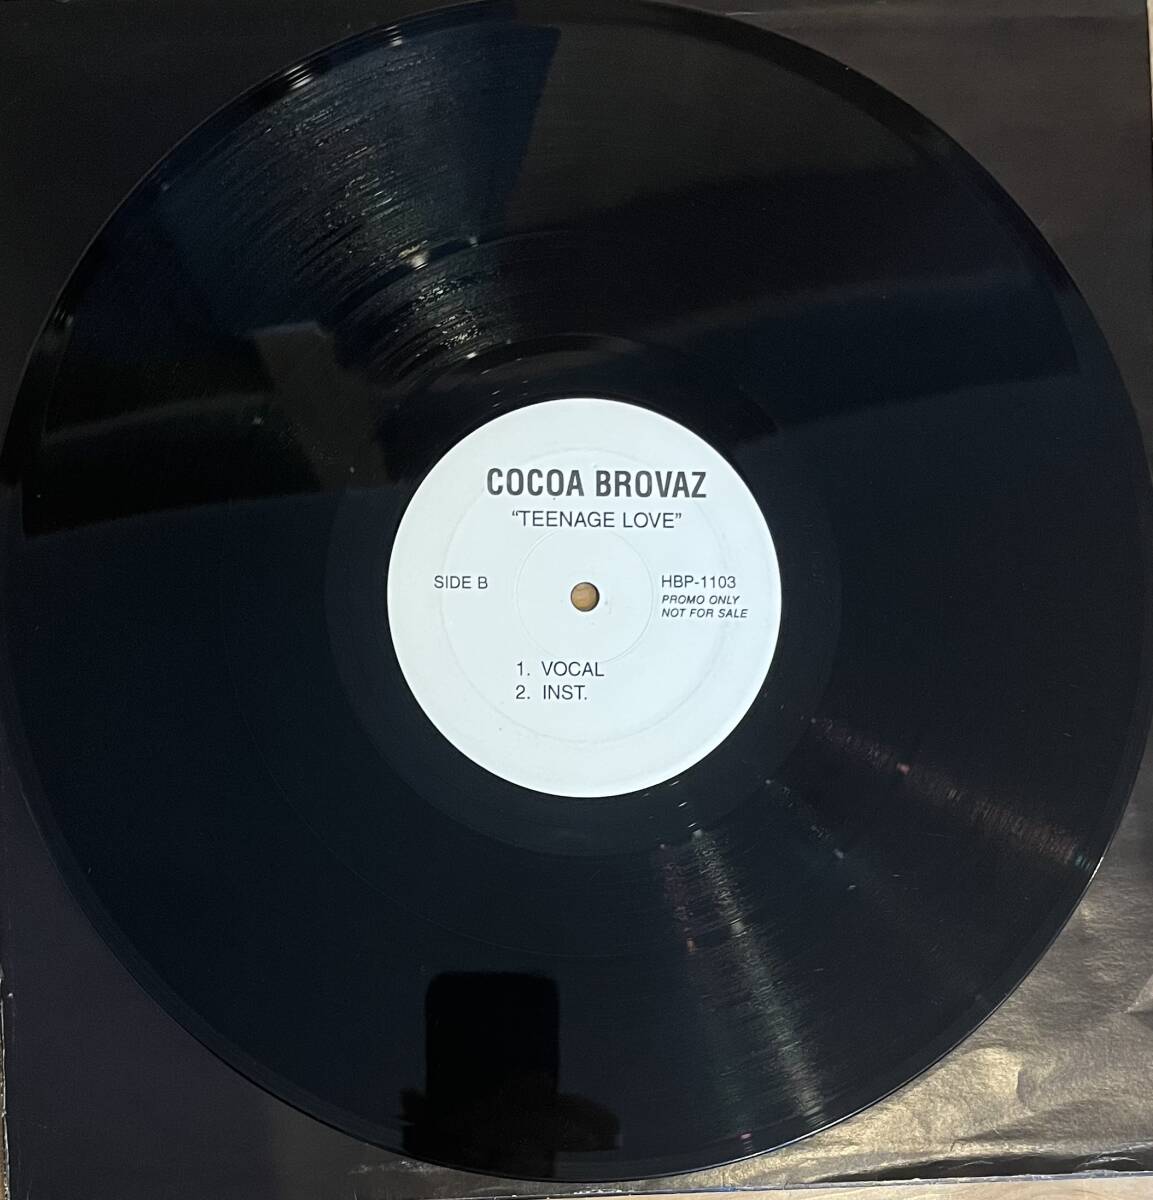 COCOA BROVAZ
"TEENAGE LOVE"
SIDE B
HBP-1103
PROMO ONLY
NOT FOR SALE
1. VOCAL
2. INST.